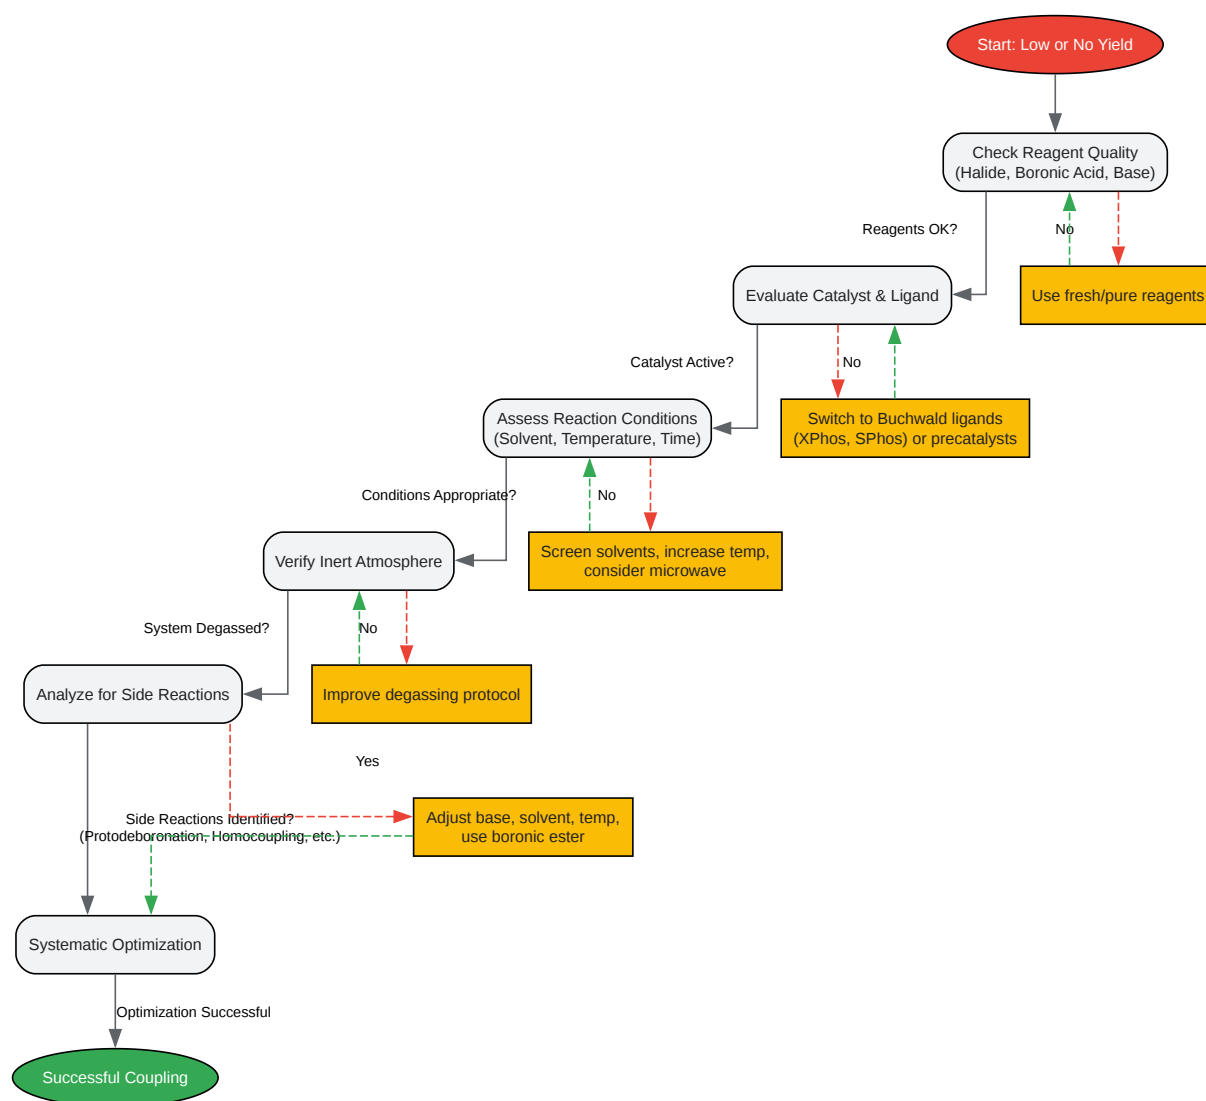 Start: Low or No Yield
Check Reagent Quality
(Halide, Boronic Acid, Base)
Reagents OK?
No
Evaluate Catalyst & Ligand
Use fresh/pure reagents
Catalyst Active?
No
Assess Reaction Conditions
(Solvent, Temperature, Time)
Switch to Buchwald ligands
(XPhos, SPhos) or precatalysts
Conditions Appropriate?
No
Verify Inert Atmosphere
Screen solvents, increase temp,
consider microwave
System Degassed?
No
Analyze for Side Reactions
Improve degassing protocol
Yes
Side Reactions Identified?
(Protodeboronation, Homocoupling, etc.)
Adjust base, solvent, temp,
use boronic ester
Systematic Optimization
Optimization Successful
Successful Coupling